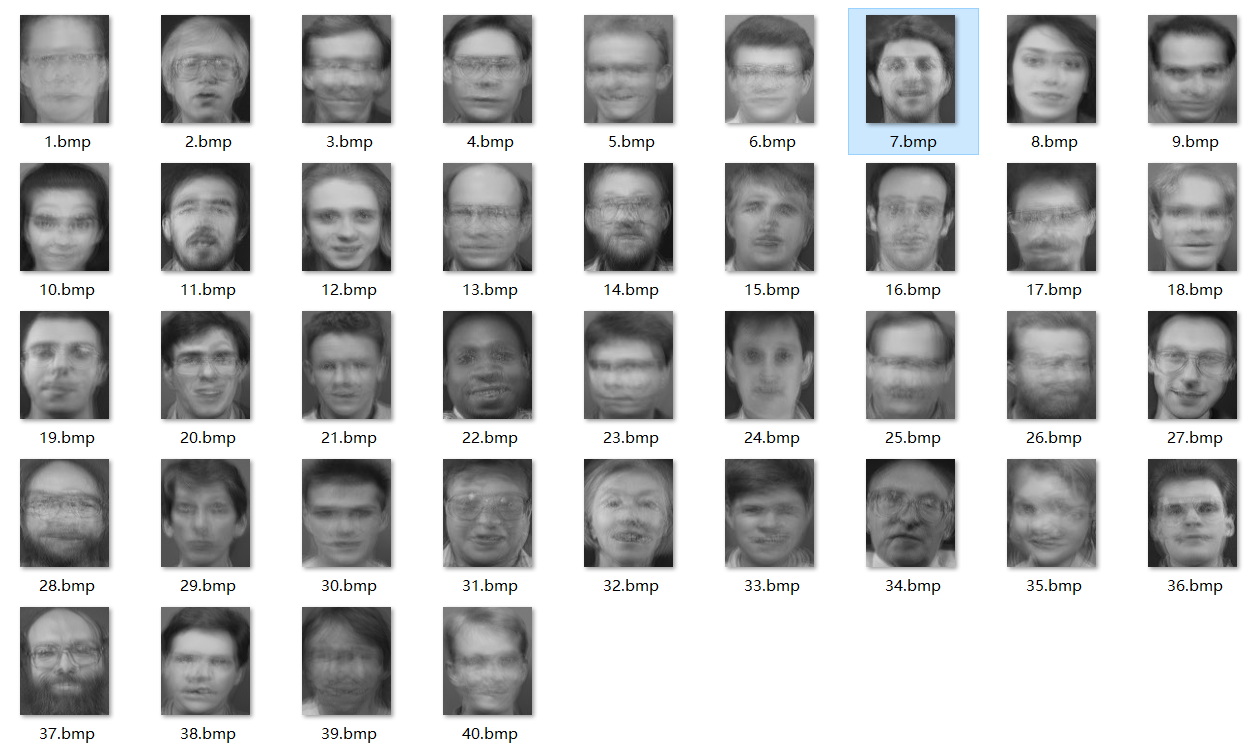 1.bmp 2.bmp 3.bmp 4.bmp 5.bmp 6.bmp 7.bmp 8.bmp 9.bmp
10.bmp 11.bmp 12.bmp 13.bmp 14.bmp 15.bmp 16.bmp 17.bmp 18.bmp
19.bmp 20.bmp 21.bmp 22.bmp 23.bmp 24.bmp 25.bmp 26.bmp 27.bmp
28.bmp 29.bmp 30.bmp 31.bmp 32.bmp 33.bmp 34.bmp 35.bmp 36.bmp
37.bmp 38.bmp 39.bmp 40.bmp